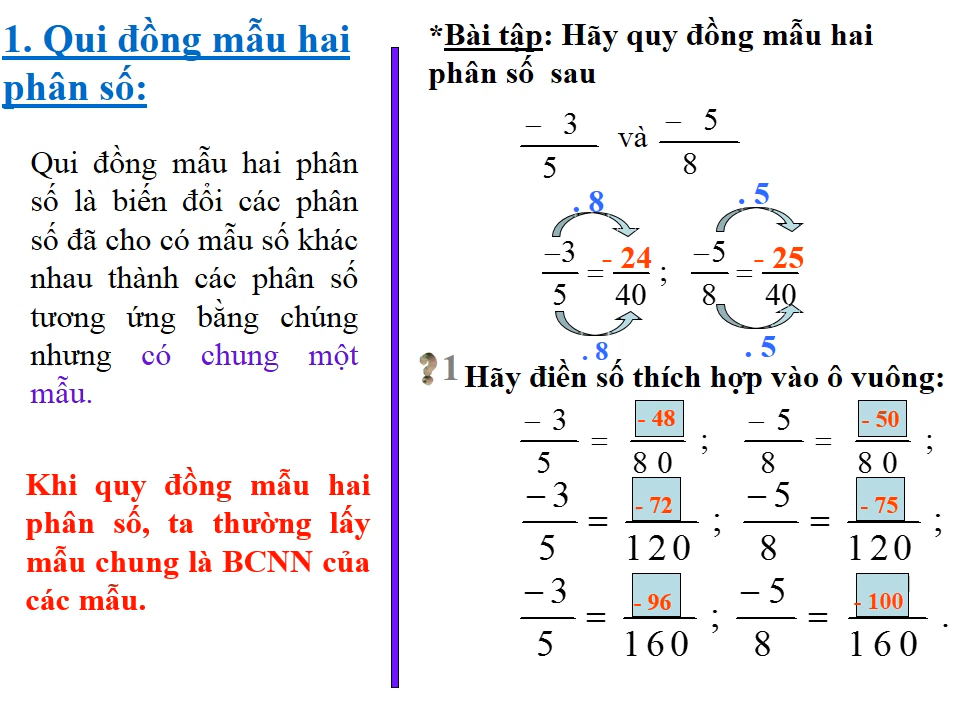 1. Qui đồng mẫu hai
phân số:
Qui đồng mẫu hai phân
số là biến đổi các phân
số đã cho có mẫu số khác
nhau thành các phân số
tương ứng bằng chúng
nhưng có chung một
mẫu.
Khi quy đồng mẫu hai
phân số, ta thường lấy
mẫu chung là BCNN của
các mẫu.
*Bài tập: Hãy quy đồng mẫu hai
phân số sau
− 3 và − 5
5 8
. 8 . 5
−3 = - 24 ; −5 = - 25
5 40 8 40
. 8 . 5
?1 Hãy điền số thích hợp vào ô vuông:
− 3 = - 48 ; − 5 = - 50 ;
5 80 8 80
−3 = - 72 ; −5 = - 75 ;
5 120 8 120
−3 = - 96 ; −5 = - 100 .
5 160 8 160